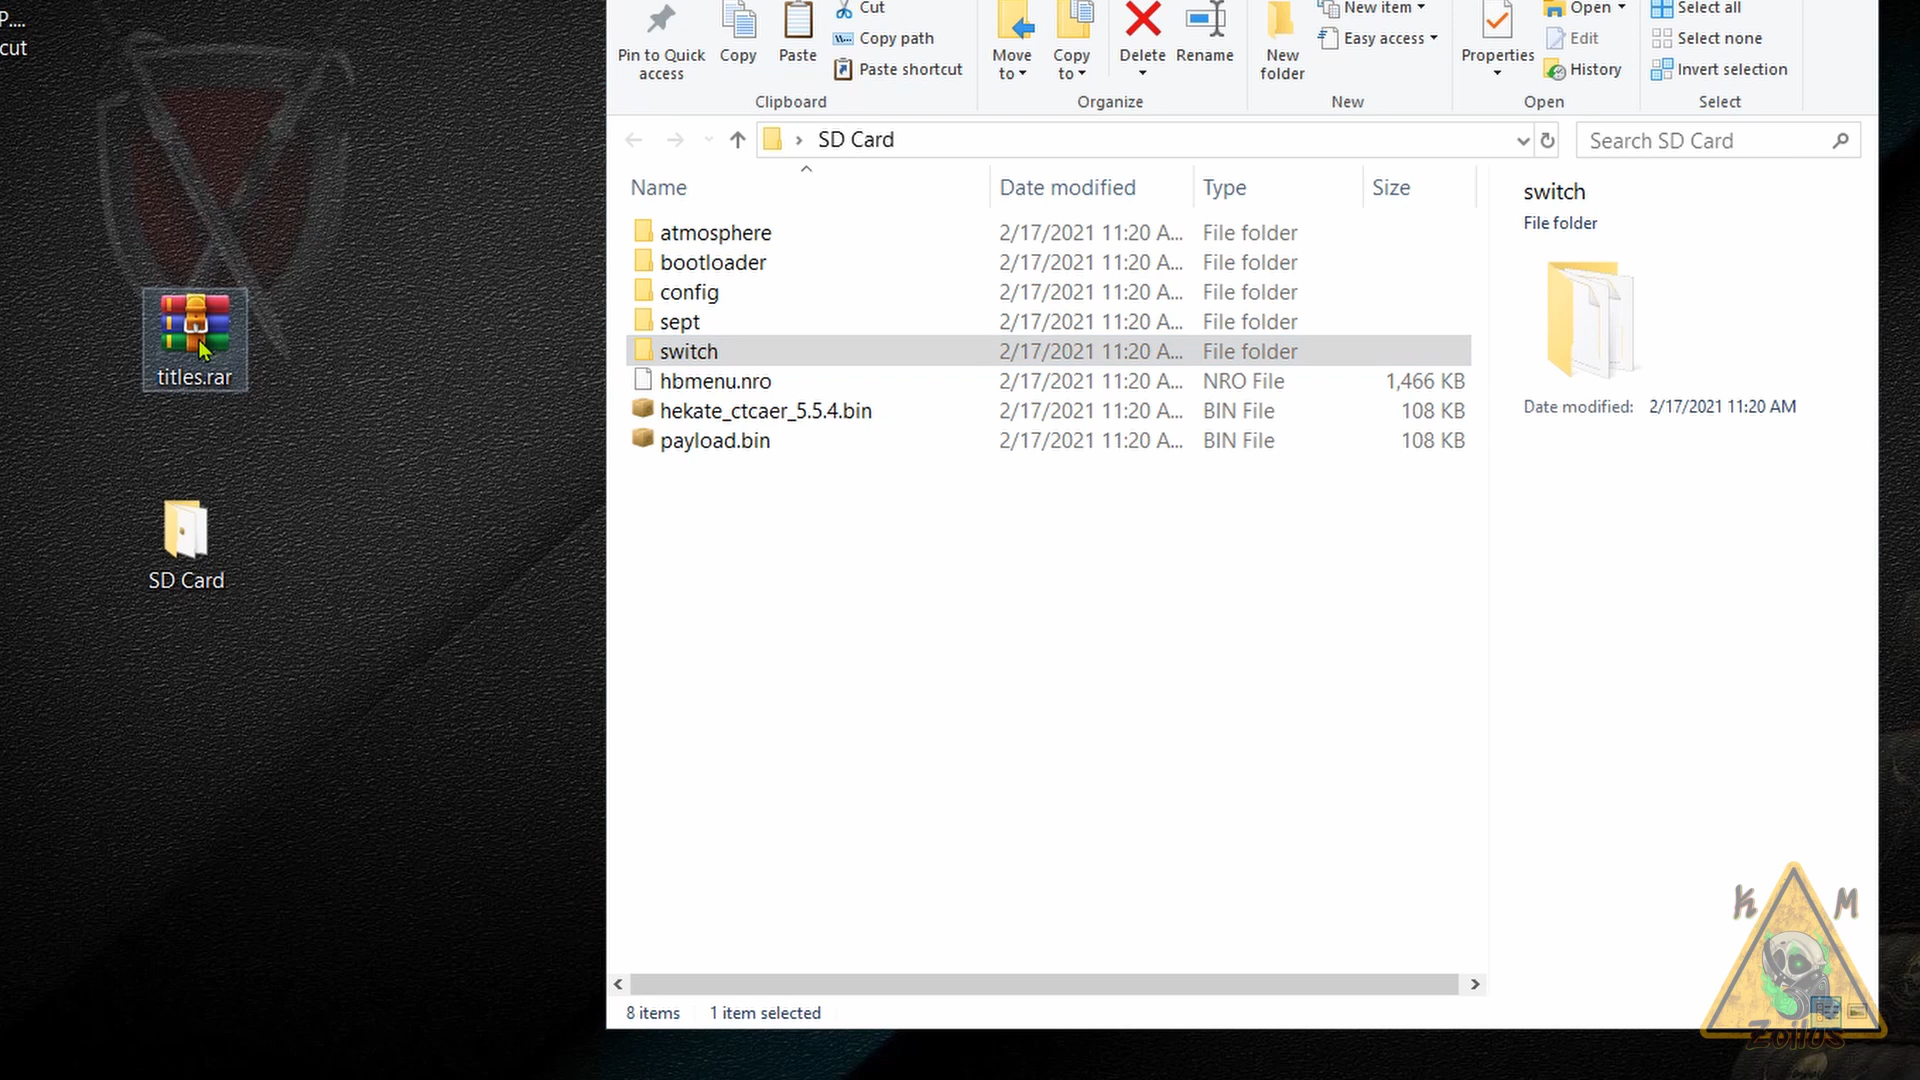 P....
cut
titles.rar
SD Card
Pin to Quick access
Copy
Paste
Cut
Copy path
Paste shortcut
Clipboard
Move to
Copy to
Delete
Rename
Organize
New folder
New item
Easy access
New
Properties
Open
Edit
History
Open
Select all
Select none
Invert selection
Select
SD Card
Search SD Card
Name Date modified Type Size
atmosphere 2/17/2021 11:20 A... File folder
bootloader 2/17/2021 11:20 A... File folder
config 2/17/2021 11:20 A... File folder
sept 2/17/2021 11:20 A... File folder
switch 2/17/2021 11:20 A... File folder
hbmenu.nro 2/17/2021 11:20 A... NRO File 1,466 KB
hekate_ctcaer_5.5.4.bin 2/17/2021 11:20 A... BIN File 108 KB
payload.bin 2/17/2021 11:20 A... BIN File 108 KB
switch
File folder
Date modified: 2/17/2021 11:20 AM
8 items 1 item selected
K M
Zoilus